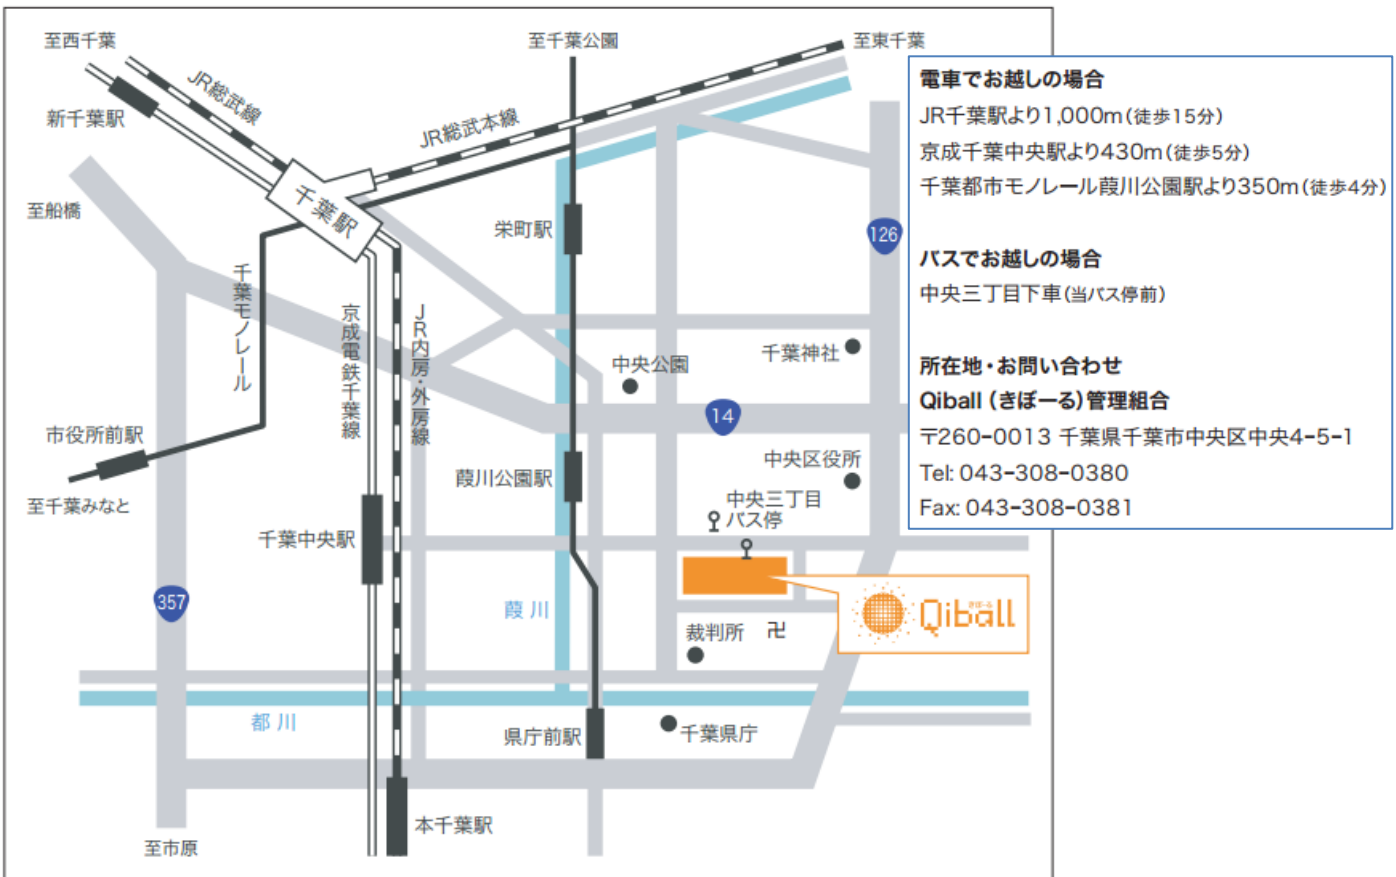 至西千葉
至千葉公園
至東千葉
JR総武線
新千葉駅
JR総武本線
千葉駅
至船橋
栄町駅
126
千葉モノレール
京成電鉄千葉線
JR内房・外房線
中央公園
千葉神社
14
市役所前駅
至千葉みなと
葭川公園駅
中央区役所
中央三丁目
バス停
千葉中央駅
357
葭川
きぼーる
Qiball
裁判所
卍
都川
県庁前駅
千葉県庁
本千葉駅
至市原
電車でお越しの場合
JR千葉駅より1,000m(徒歩15分)
京成千葉中央駅より430m(徒歩5分)
千葉都市モノレール葭川公園駅より350m(徒歩4分)
バスでお越しの場合
中央三丁目下車(当バス停前)
所在地・お問い合わせ
Qiball (きぼーる)管理組合
〒260-0013 千葉県千葉市中央区中央4-5-1
Tel: 043-308-0380
Fax: 043-308-0381